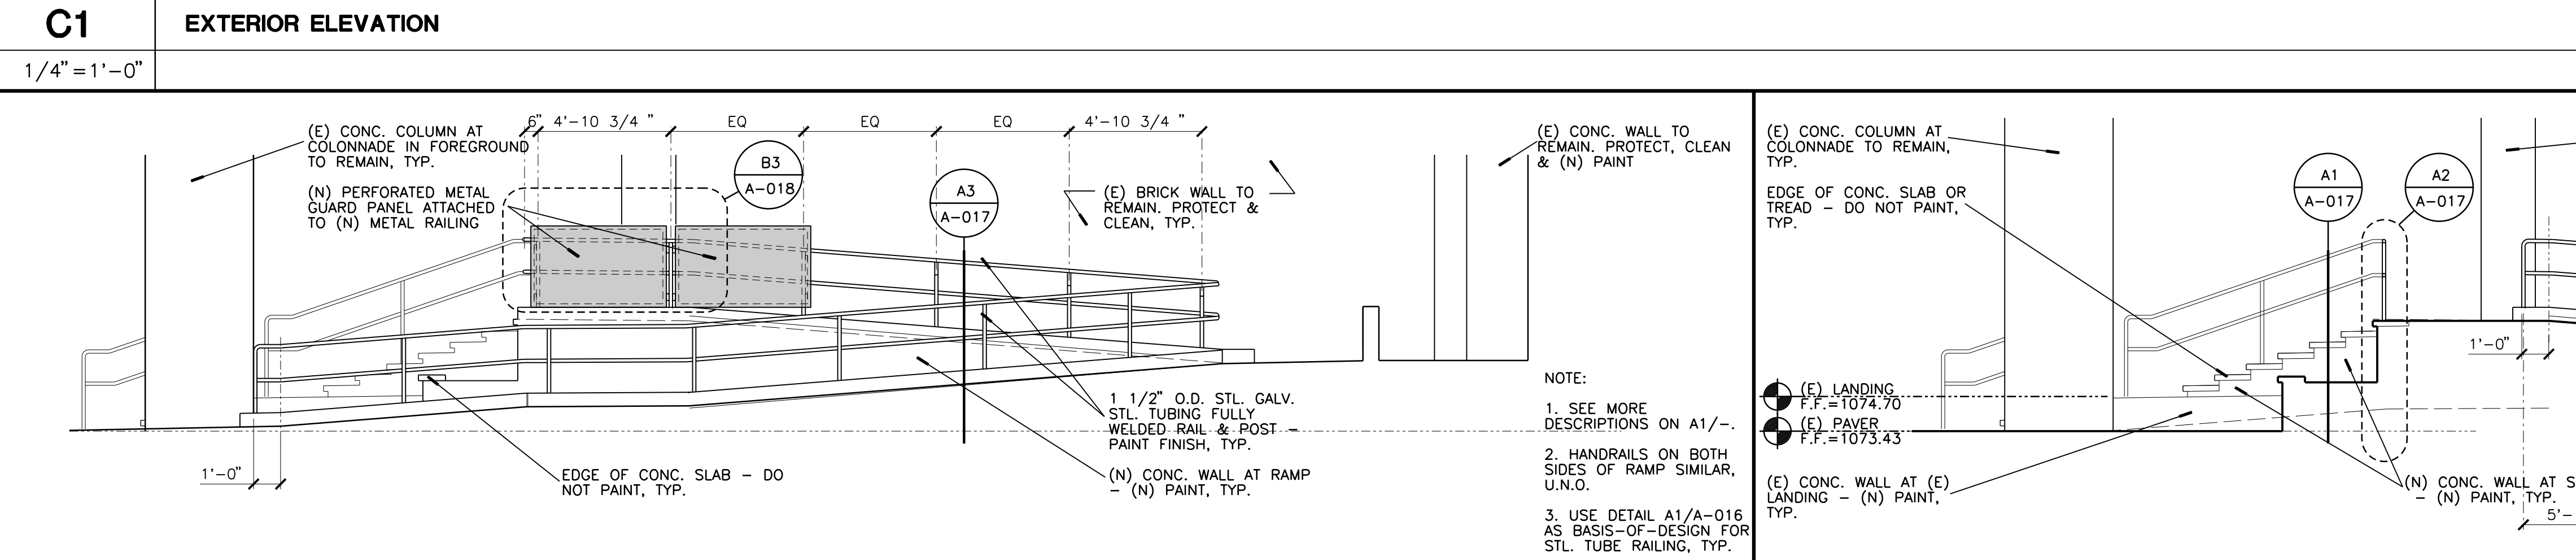 C1
EXTERIOR ELEVATION
1/4"=1'-0"
(E) CONC. COLUMN AT
COLONNADE IN FOREGROUND
TO REMAIN, TYP.
(N) PERFORATED METAL
GUARD PANEL ATTACHED
TO (N) METAL RAILING
6"
4'-10 3/4 "
EQ
EQ
EQ
4'-10 3/4 "
B3
A-018
A3
A-017
(E) BRICK WALL TO
REMAIN. PROTECT &
CLEAN, TYP.
(E) CONC. WALL TO
REMAIN. PROTECT, CLEAN
& (N) PAINT
1'-0"
EDGE OF CONC. SLAB - DO
NOT PAINT, TYP.
1 1/2" O.D. STL. GALV.
STL. TUBING FULLY
WELDED RAIL & POST -
PAINT FINISH, TYP.
(N) CONC. WALL AT RAMP
- (N) PAINT, TYP.
NOTE:
1. SEE MORE
DESCRIPTIONS ON A1/-.
2. HANDRAILS ON BOTH
SIDES OF RAMP SIMILAR,
U.N.O.
3. USE DETAIL A1/A-016
AS BASIS-OF-DESIGN FOR
STL. TUBE RAILING, TYP.
(E) CONC. COLUMN AT
COLONNADE TO REMAIN,
TYP.
EDGE OF CONC. SLAB OR
TREAD - DO NOT PAINT,
TYP.
A1
A-017
A2
A-017
1'-0"
(E) LANDING
F.F.=1074.70
(E) PAVER
F.F.=1073.43
(E) CONC. WALL AT (E)
LANDING - (N) PAINT,
TYP.
(N) CONC. WALL AT S
- (N) PAINT, TYP.
5'-